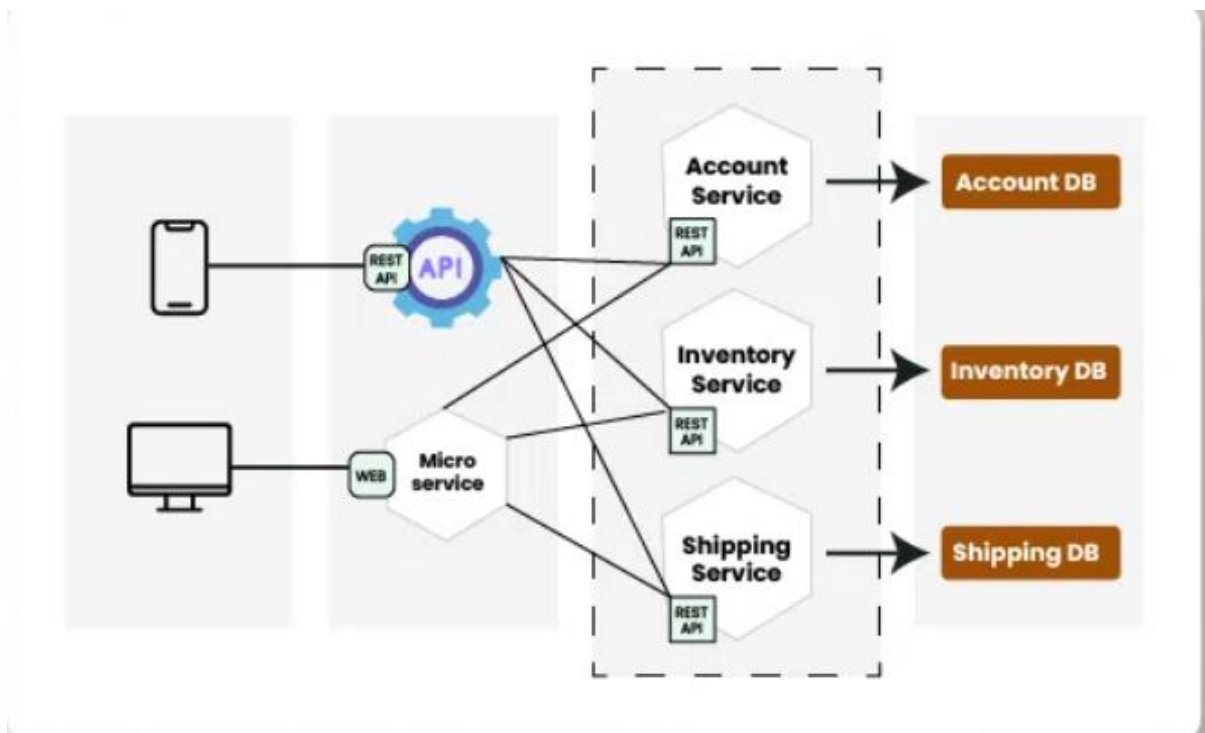 REST
API
API
WEB
Micro
service
Account
Service
REST
API
Inventory
Service
REST
API
Shipping
Service
REST
API
Account DB
Inventory DB
Shipping DB